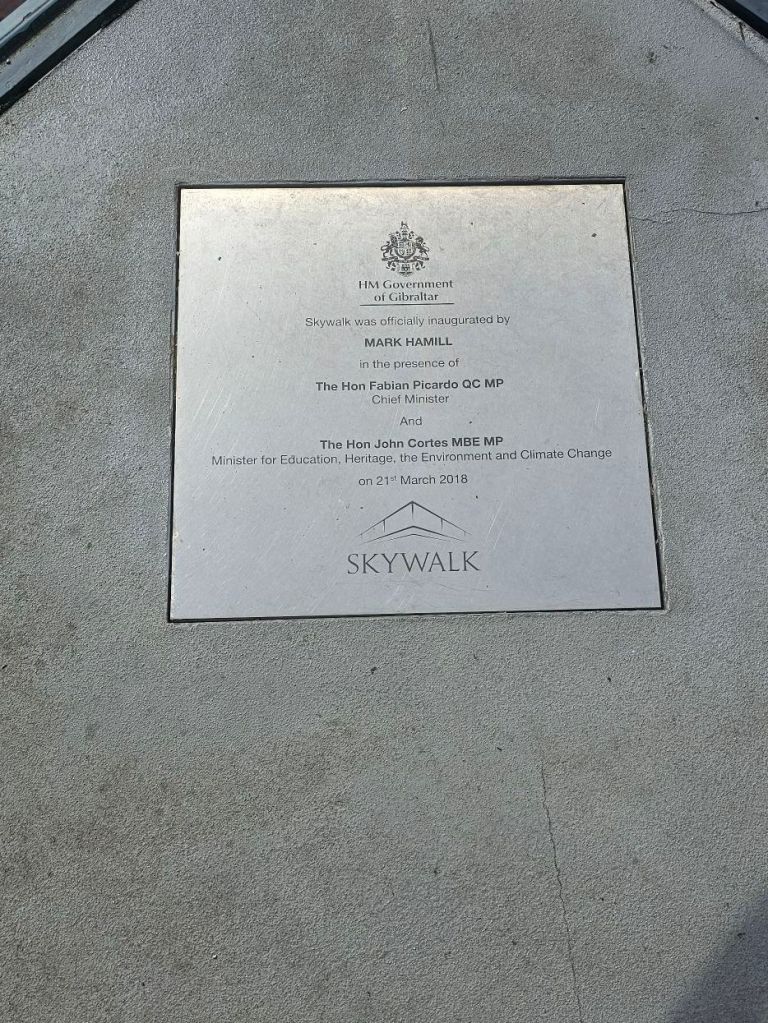 HM Government
of Gibraltar
Skywalk was officially inaugurated by
MARK HAMILL
in the presence of
The Hon Fabian Picardo QC MP
Chief Minister
And
The Hon John Cortes MBE MP
Minister for Education, Heritage, the Environment and Climate Change
on 21st March 2018
SKYWALK